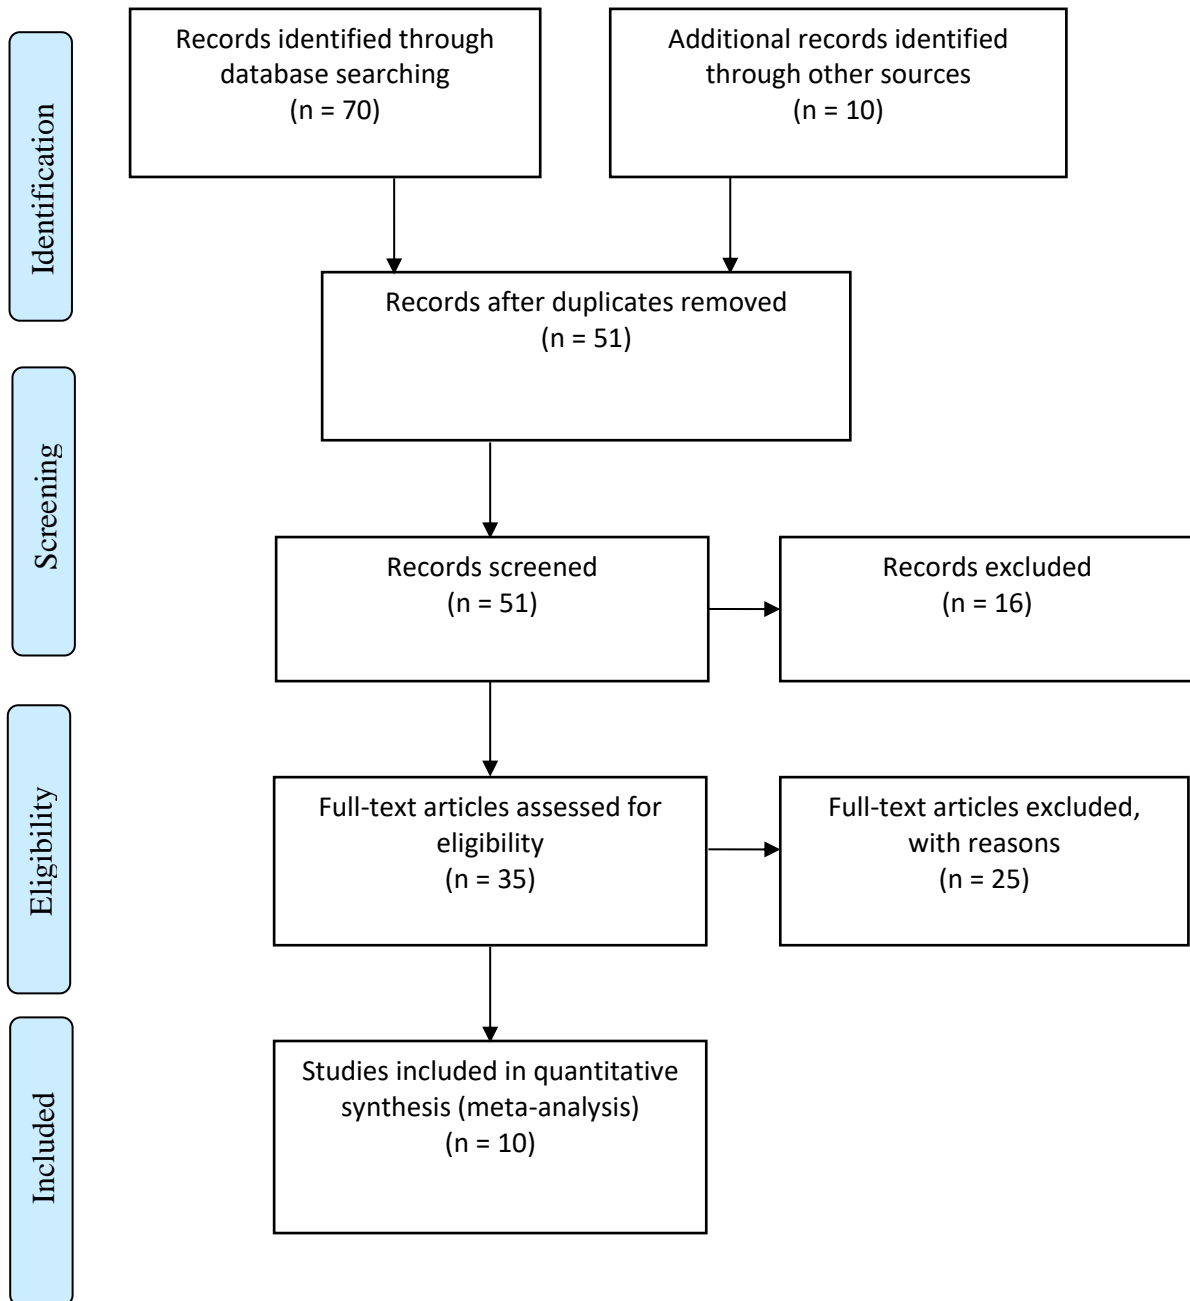 Identification
Records identified through
database searching
(n = 70)
Additional records identified
through other sources
(n = 10)
Records after duplicates removed
(n = 51)
Screening
Records screened
(n = 51)
Records excluded
(n = 16)
Eligibility
Full-text articles assessed for
eligibility
(n = 35)
Full-text articles excluded,
with reasons
(n = 25)
Included
Studies included in quantitative
synthesis (meta-analysis)
(n = 10)